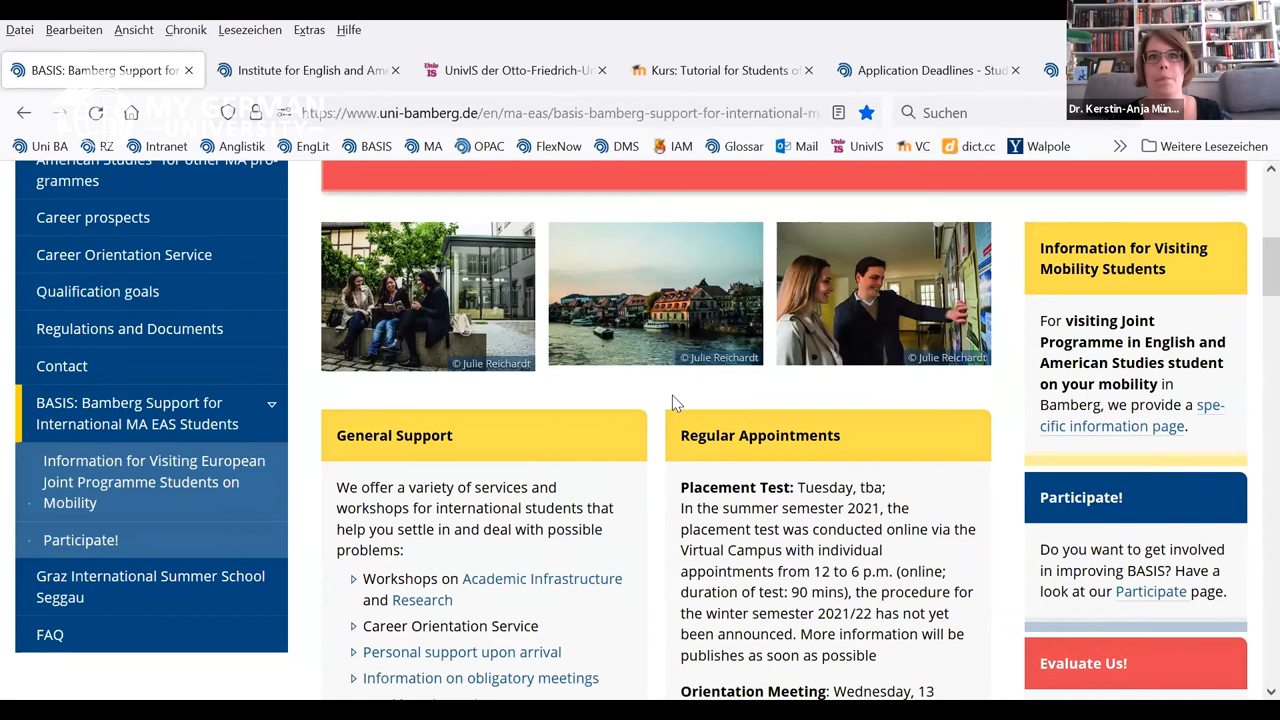 Datei Bearbeiten Ansicht Chronik Lesezeichen Extras Hilfe
BASIS: Bamberg Support for
Institute for English and Am
UnivIS der Otto-Friedrich-Un
Kurs: Tutorial for Students o
Application Deadlines - Stud
MY GERMAN
UNIVERSITY
https://www.uni-bamberg.de/en/ma-eas/basis-bamberg-support-for-international-m
Suchen
Dr. Kerstin-Anja Mün...
Uni BA RZ Intranet Anglistik EngLit BASIS MA OPAC FlexNow DMS IAM Glossar Mail UnivIS VC dict.cc Walpole Weitere Lesezeichen
American Studies" for other MA pro-
grammes
Career prospects
Career Orientation Service
Qualification goals
Regulations and Documents
Contact
BASIS: Bamberg Support for
International MA EAS Students
Information for Visiting European
Joint Programme Students on
Mobility
Participate!
Graz International Summer School
Seggau
FAQ
© Julie Reichardt
© Julie Reichardt
© Julie Reichardt
General Support
We offer a variety of services and
workshops for international students that
help you settle in and deal with possible
problems:
Workshops on Academic Infrastructure
and Research
Career Orientation Service
Personal support upon arrival
Information on obligatory meetings
Regular Appointments
Placement Test: Tuesday, tba;
In the summer semester 2021, the
placement test was conducted online via the
Virtual Campus with individual
appointments from 12 to 6 p.m. (online;
duration of test: 90 mins), the procedure for
the winter semester 2021/22 has not yet
been announced. More information will be
publishes as soon as possible
Orientation Meeting: Wednesday, 13
Information for Visiting
Mobility Students
For visiting Joint
Programme in English and
American Studies student
on your mobility in
Bamberg, we provide a spe-
cific information page.
Participate!
Do you want to get involved
in improving BASIS? Have a
look at our Participate page.
Evaluate Us!